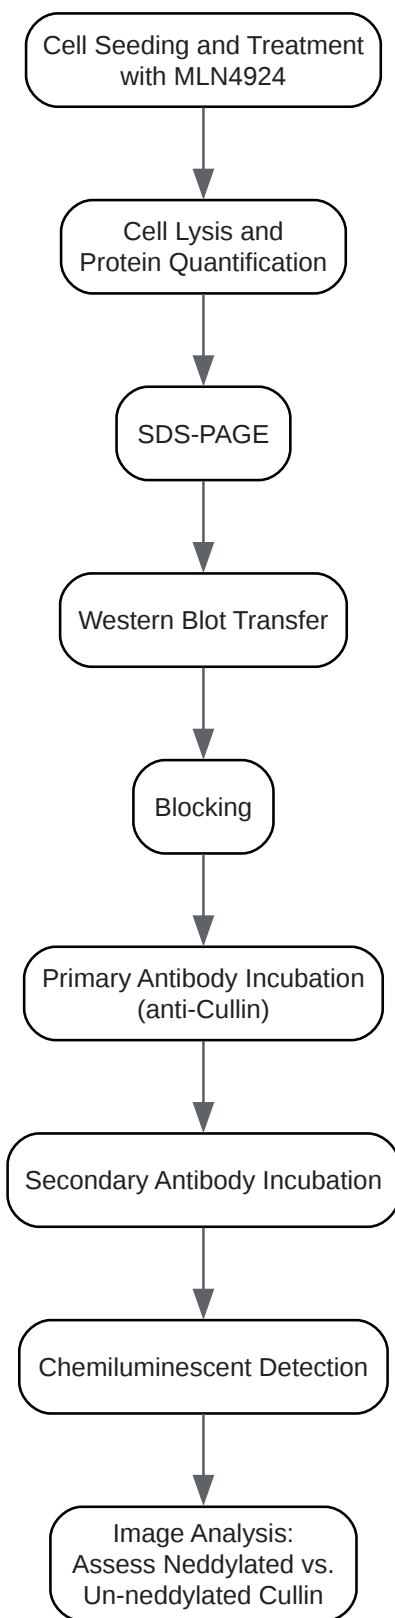 Cell Seeding and Treatment
with MLN4924
Cell Lysis and
Protein Quantification
SDS-PAGE
Western Blot Transfer
Blocking
Primary Antibody Incubation
(anti-Cullin)
Secondary Antibody Incubation
Chemiluminescent Detection
Image Analysis:
Assess Neddylated vs.
Un-neddylated Cullin